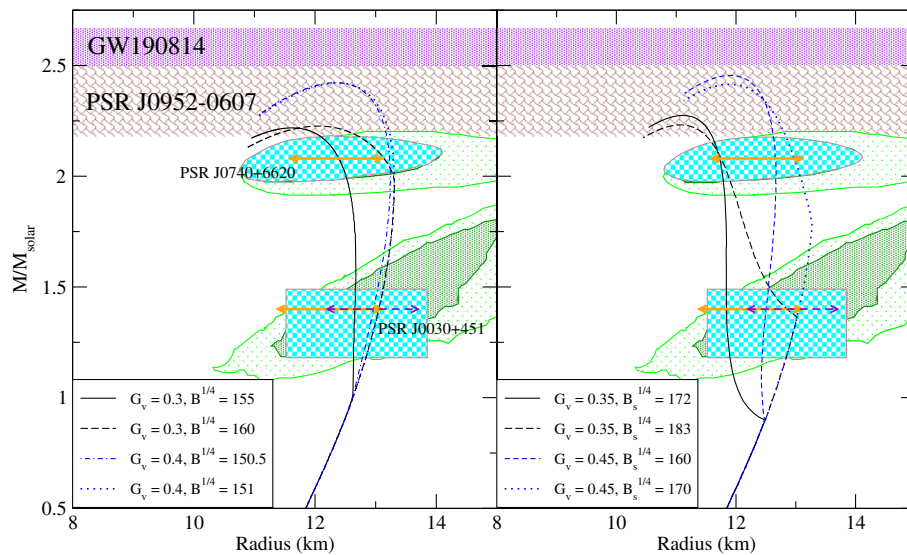 GW190814
PSR J0952-0607
PSR J0740+6620
PSR J0030+451
M/M_solar
2.5
2
1.5
1
0.5
G_v = 0.3, B^1/4 = 155
G_v = 0.3, B^1/4 = 160
G_v = 0.4, B^1/4 = 150.5
G_v = 0.4, B^1/4 = 151
G_v = 0.35, B_s^1/4 = 172
G_v = 0.35, B_s^1/4 = 183
G_v = 0.45, B_s^1/4 = 160
G_v = 0.45, B_s^1/4 = 170
8 10 12 14 8 10 12 14
Radius (km) Radius (km)